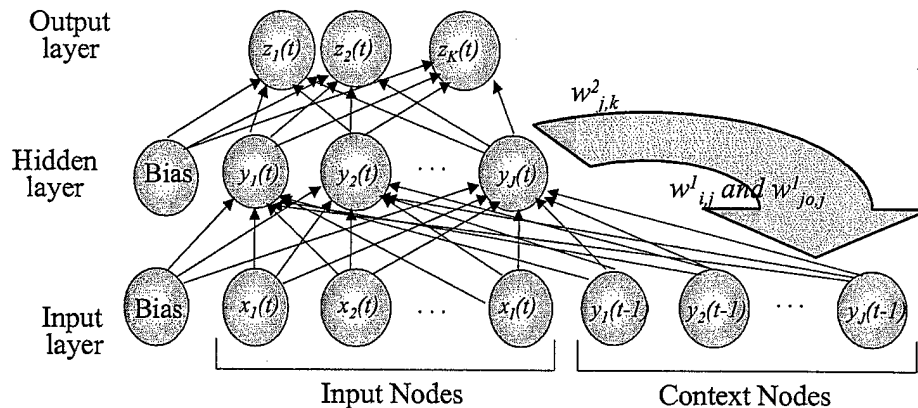 Output layer
z1(t) z2(t) zK(t)
w²j,k
Hidden layer
Bias y1(t) y2(t) ... yJ(t)
w¹i,j and w¹jo,j
Input layer
Bias x1(t) x2(t) ... x1(t) y1(t-1) y2(t-1) ... yJ(t-1)
Input Nodes
Context Nodes